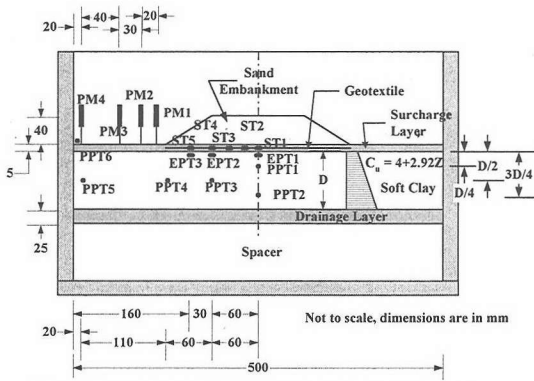 40 20
20 30
PM4 PM2
PM3 PM1
Sand
Embankment
Geotextile
ST4 ST2
Surcharge
Layer
40
ST5 ST3 ST1
5
PPT6 EPT3 EPT2 EPT1
PPT1
D
C_u = 4+2.92Z
D/2
3D/4
D/4
PPT5 PPT4 PPT3
Soft Clay
PPT2
Drainage Layer
25
Spacer
160 30 60
Not to scale, dimensions are in mm
20 110 60 60
500